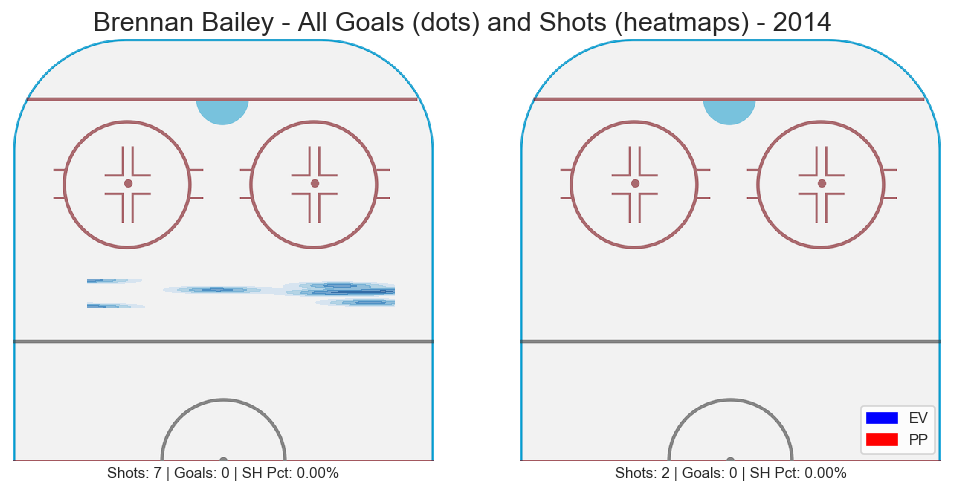 Brennan Bailey - All Goals (dots) and Shots (heatmaps) - 2014
EV
PP
Shots: 7 | Goals: 0 | SH Pct: 0.00%
Shots: 2 | Goals: 0 | SH Pct: 0.00%